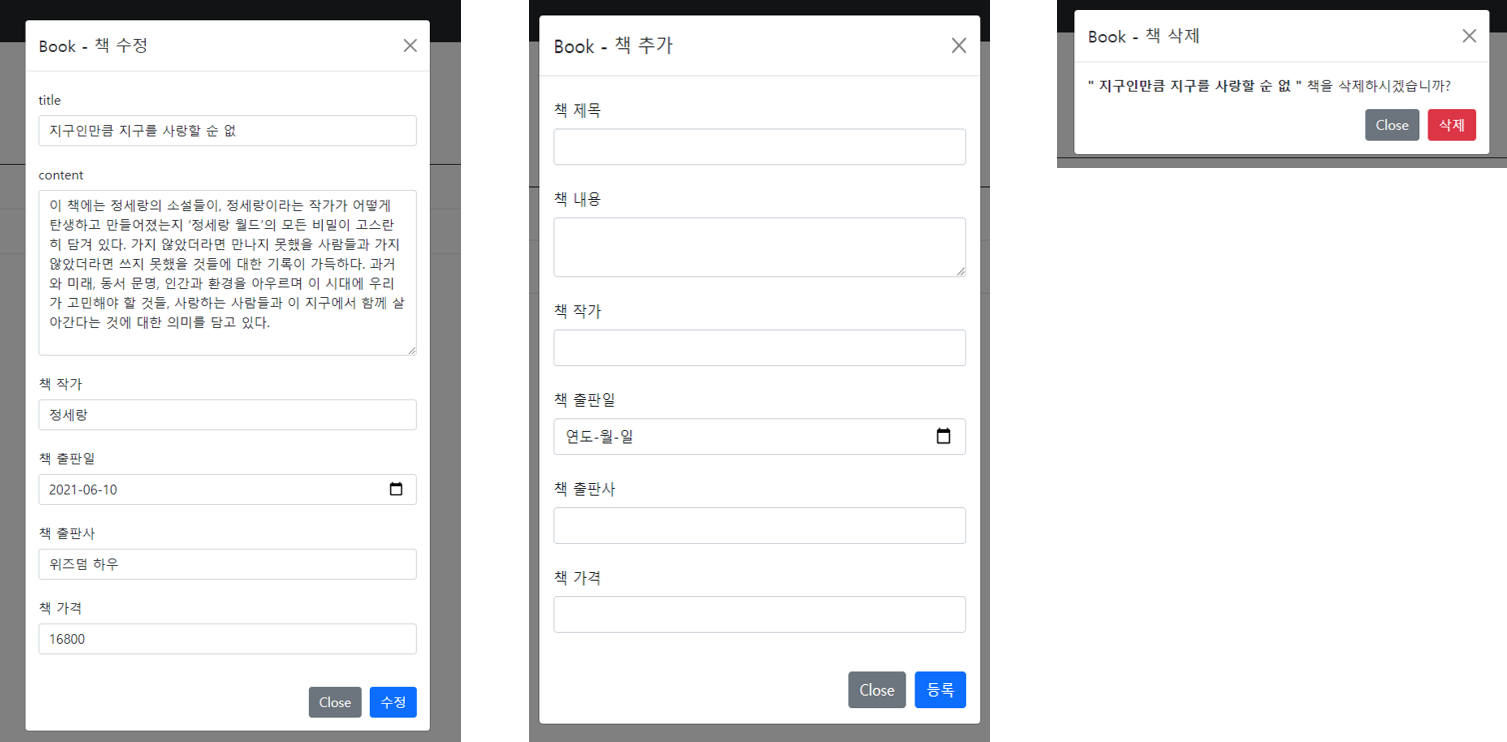 Book - 책 수정
title
지구인만큼 지구를 사랑할 순 없
content
이 책에는 정세랑의 소설들이, 정세랑이라는 작가가 어떻게
탄생하고 만들어졌는지 ‘정세랑 월드’의 모든 비밀이 고스란
히 담겨 있다. 가지 않았더라면 만나지 못했을 사람들과 가지
않았더라면 쓰지 못했을 것들에 대한 기록이 가득하다. 과거
와 미래, 동서 문명, 인간과 환경을 아우르며 이 시대에 우리
가 고민해야 할 것들, 사랑하는 사람들과 이 지구에서 함께 살
아간다는 것에 대한 의미를 담고 있다.
책 작가
정세랑
책 출판일
2021-06-10
책 출판사
위즈덤 하우
책 가격
16800
Close
수정
Book - 책 추가
책 제목
책 내용
책 작가
책 출판일
연도-월-일
책 출판사
책 가격
Close
등록
Book - 책 삭제
" 지구인만큼 지구를 사랑할 순 없 " 책을 삭제하시겠습니까?
Close
삭제